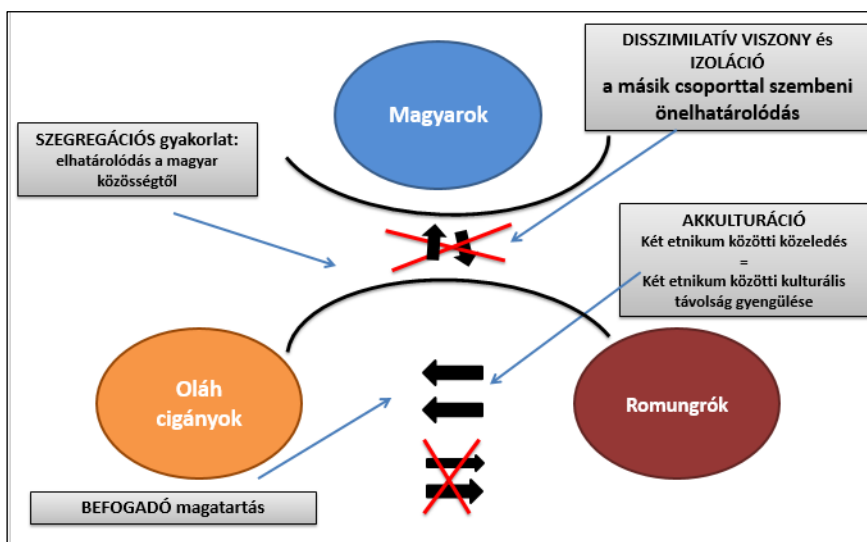 DISSZIMILATÍV VISZONY és
IZOLÁCIÓ
a másik csoporttal szembeni
önelhatárolódás
Magyarok
SZEGREGÁCIÓS gyakorlat:
elhatárolódás a magyar
közösségtől
AKKULTURÁCIÓ
Két etnikum közötti közeledés
=
Két etnikum közötti kulturális
távolság gyengülése
Oláh
cigányok
Romungrók
BEFOGADÓ magatartás